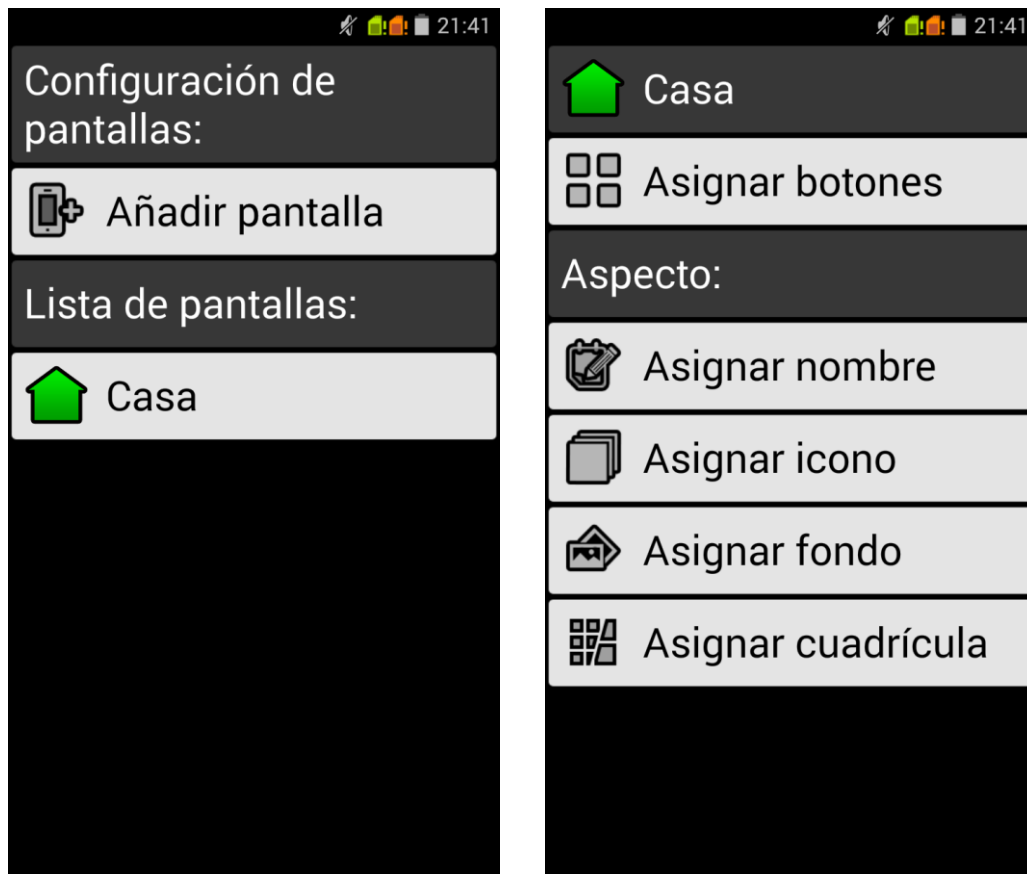 21:41
Configuración de
pantallas:
Añadir pantalla
Lista de pantallas:
Casa
21:41
Casa
Asignar botones
Aspecto:
Asignar nombre
Asignar icono
Asignar fondo
Asignar cuadrícula